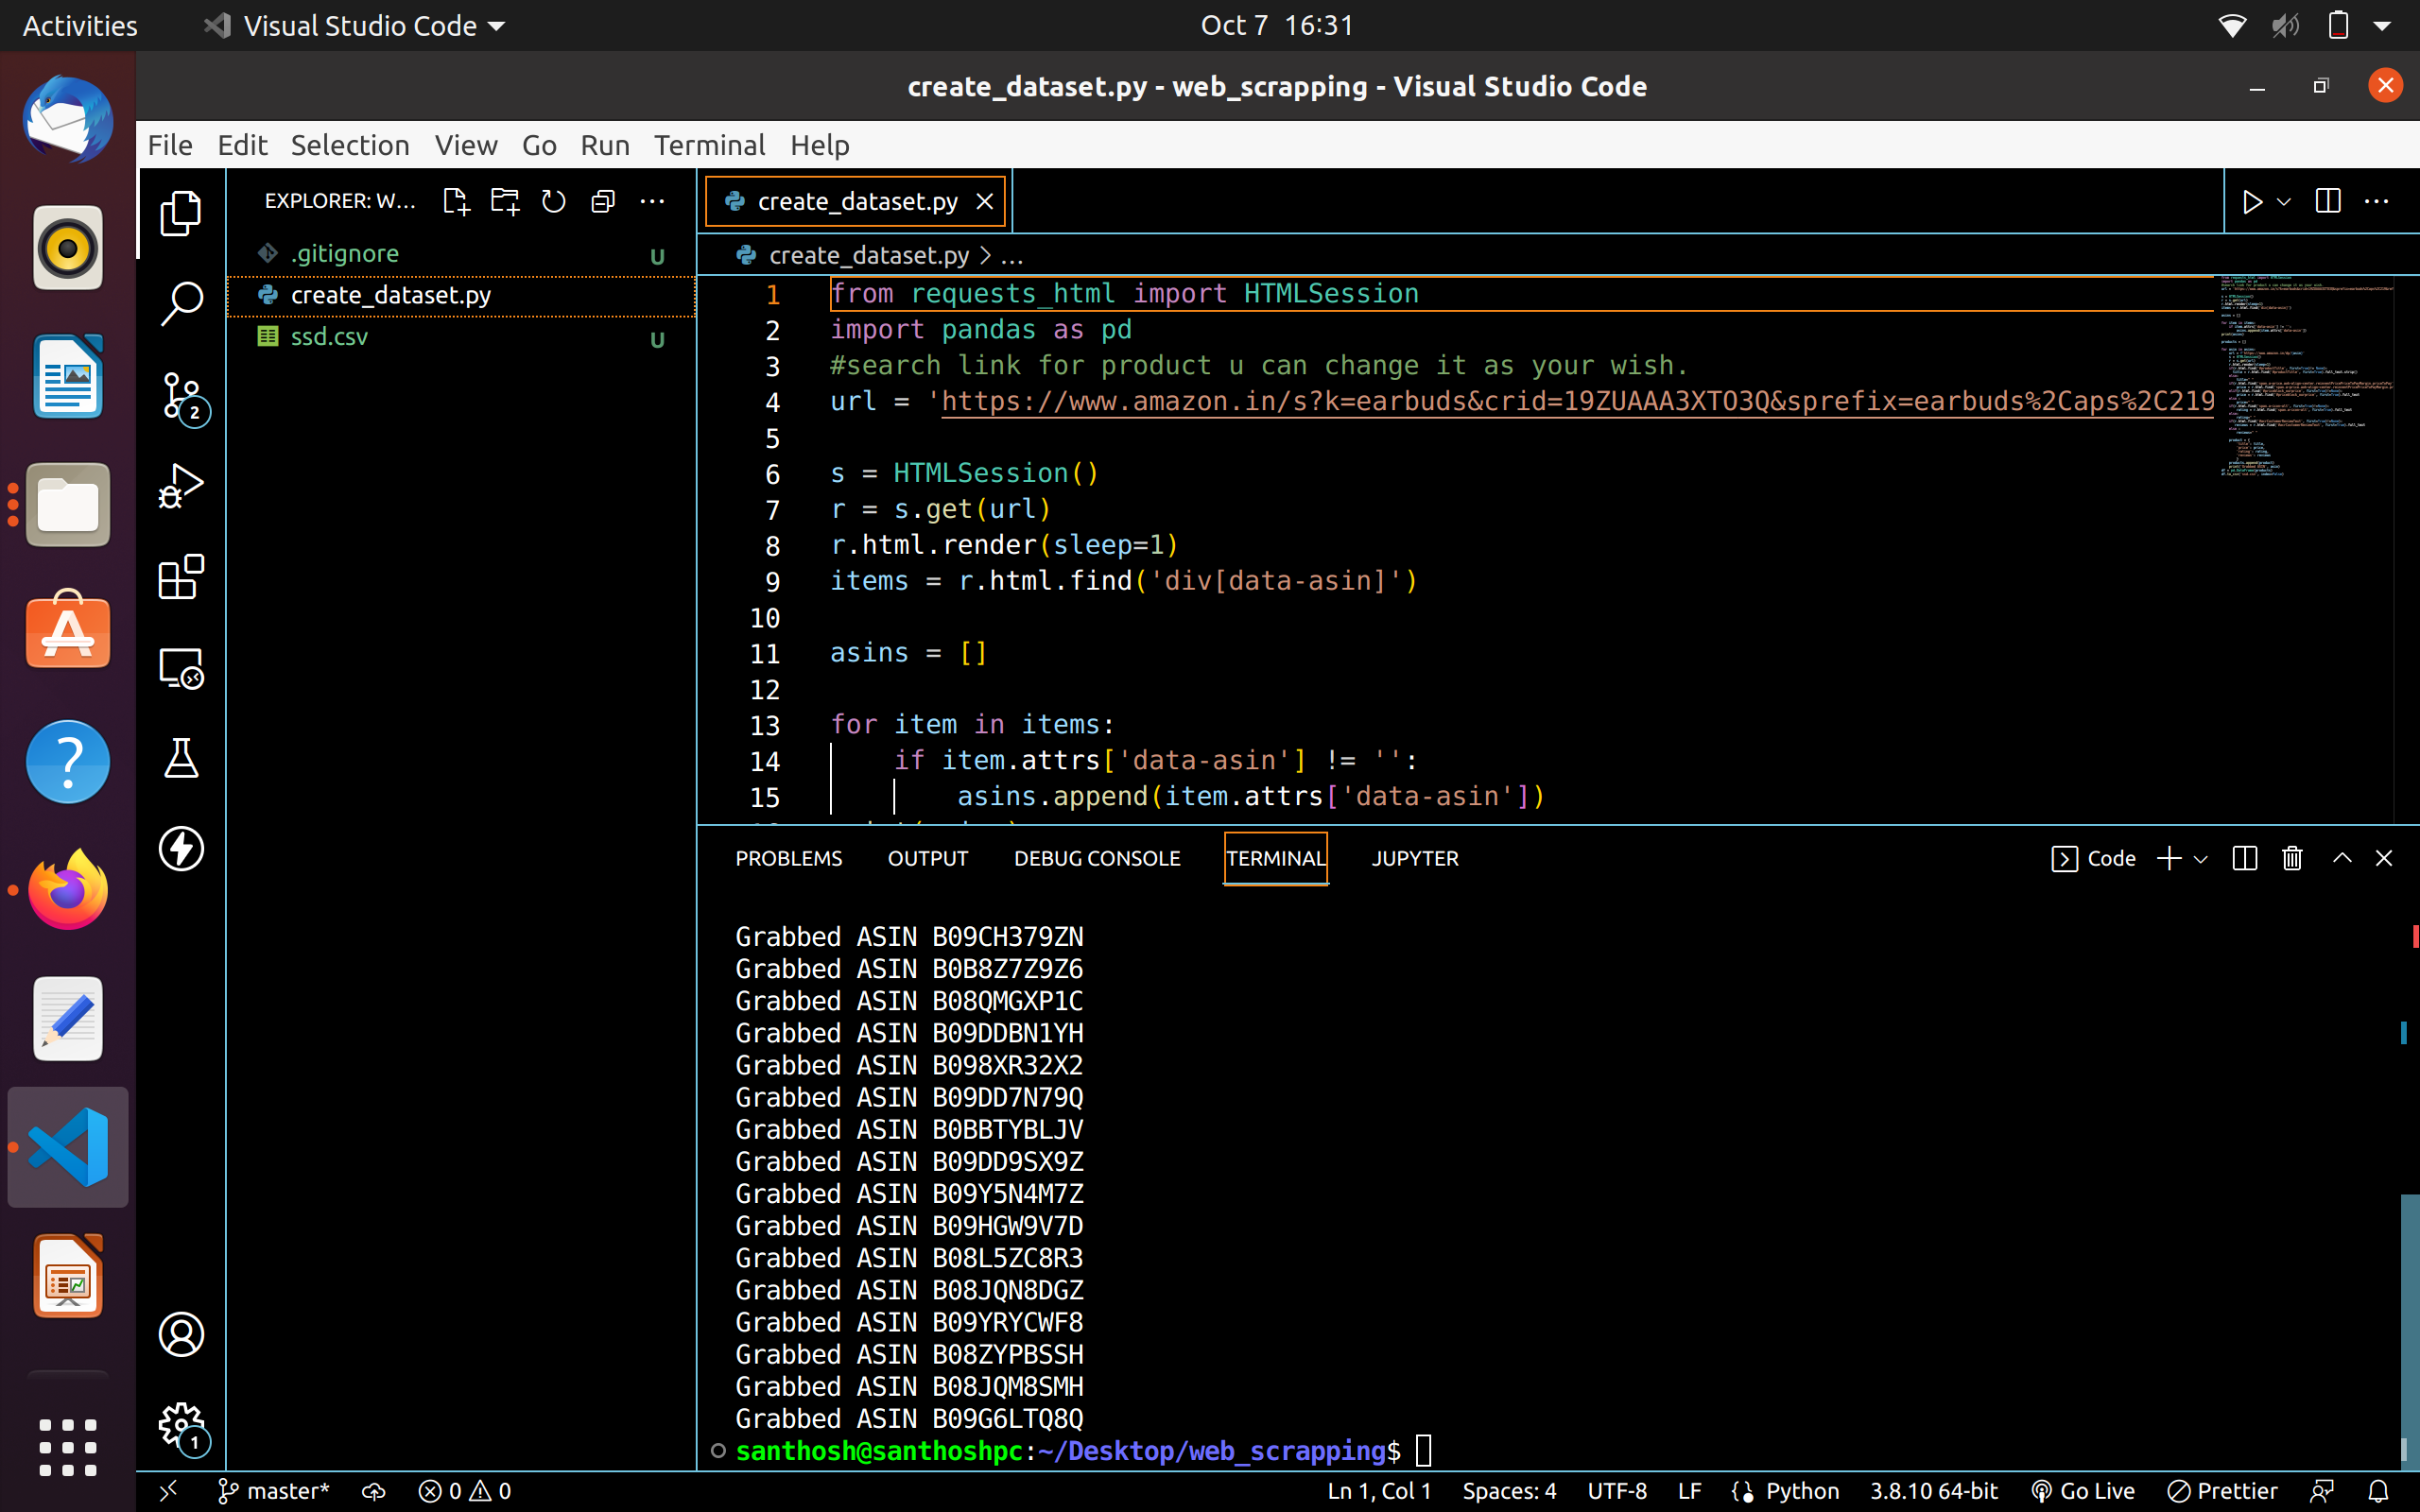 Activities
Visual Studio Code
Oct 7 16:31
create_dataset.py - web_scrapping - Visual Studio Code
File Edit Selection View Go Run Terminal Help
EXPLORER: W...
.gitignore U
create_dataset.py
ssd.csv U
2
1
create_dataset.py
create_dataset.py > ...
1 from requests_html import HTMLSession
2 import pandas as pd
3 #search link for product u can change it as your wish.
4 url = 'https://www.amazon.in/s?k=earbuds&crid=19ZUAAA3XTO3Q&sprefix=earbuds%2Caps%2C219
5
6 s = HTMLSession()
7 r = s.get(url)
8 r.html.render(sleep=1)
9 items = r.html.find('div[data-asin]')
10
11 asins = []
12
13 for item in items:
14 if item.attrs['data-asin'] != '':
15 asins.append(item.attrs['data-asin'])
PROBLEMS OUTPUT DEBUG CONSOLE TERMINAL JUPYTER
Code
Grabbed ASIN B09CH379ZN
Grabbed ASIN B0B8Z7Z9Z6
Grabbed ASIN B08QMGXP1C
Grabbed ASIN B09DDBN1YH
Grabbed ASIN B098XR32X2
Grabbed ASIN B09DD7N79Q
Grabbed ASIN B0BBTYBLJV
Grabbed ASIN B09DD9SX9Z
Grabbed ASIN B09Y5N4M7Z
Grabbed ASIN B09HGW9V7D
Grabbed ASIN B08L5ZC8R3
Grabbed ASIN B08JQN8DGZ
Grabbed ASIN B09YRYCWF8
Grabbed ASIN B08ZYPBSSH
Grabbed ASIN B08JQM8SMH
Grabbed ASIN B09G6LTQ8Q
santhosh@santhoshpc:~/Desktop/web_scrapping$
master* 0 0 Ln 1, Col 1 Spaces: 4 UTF-8 LF Python 3.8.10 64-bit Go Live Prettier